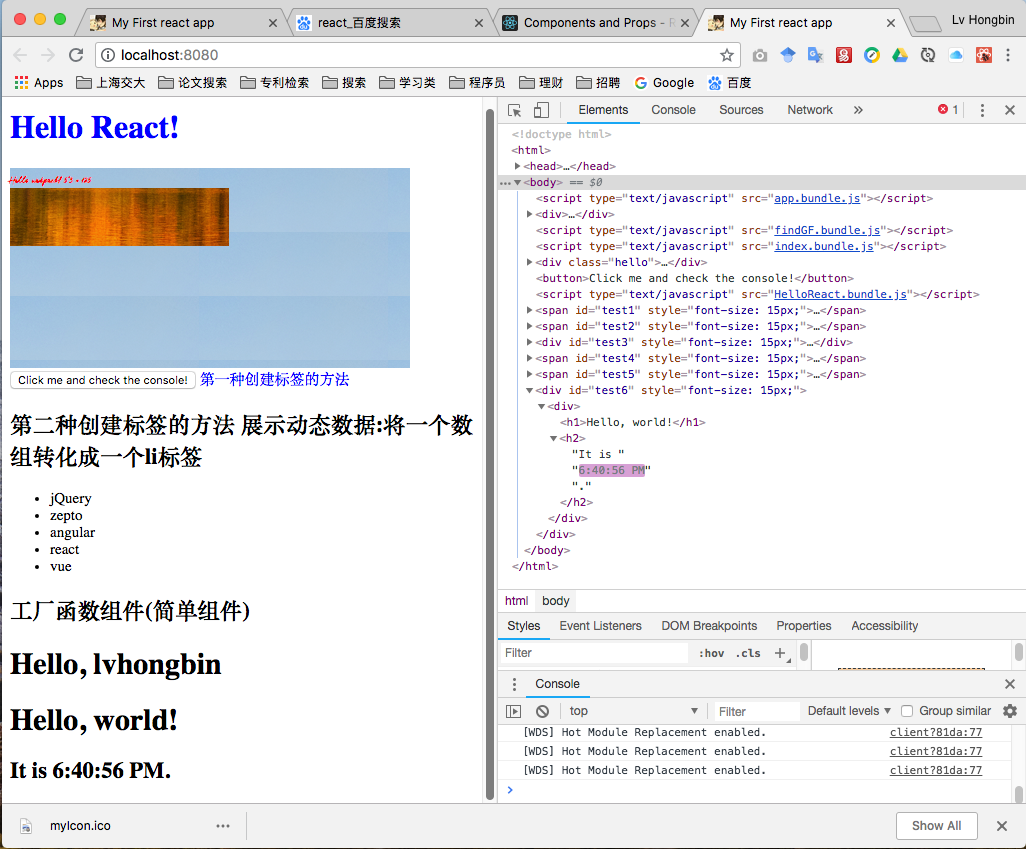 My First react app
react_百度搜索
Components and Props - R
My First react app
Lv Hongbin
localhost:8080
Apps 上海交大 论文搜索 专利检索 搜索 学习类 程序员 理财 招聘 Google 百度
Hello React!
Click me and check the console! 第一种创建标签的方法
第二种创建标签的方法 展示动态数据:将一个数
组转化成一个li标签
jQuery
zepto
angular
react
vue
工厂函数组件(简单组件)
Hello, lvhongbin
Hello, world!
It is 6:40:56 PM.
Elements Console Sources Network » 1
<!doctype html>
<html>
<head>…</head>
<body> == $0
<script type="text/javascript" src="app.bundle.js"></script>
<div>…</div>
<script type="text/javascript" src="findGF.bundle.js"></script>
<script type="text/javascript" src="index.bundle.js"></script>
<div class="hello">…</div>
<button>Click me and check the console!</button>
<script type="text/javascript" src="HelloReact.bundle.js"></script>
<span id="test1" style="font-size: 15px;">…</span>
<span id="test2" style="font-size: 15px;">…</span>
<div id="test3" style="font-size: 15px;">…</div>
<span id="test4" style="font-size: 15px;">…</span>
<span id="test5" style="font-size: 15px;">…</span>
<div id="test6" style="font-size: 15px;">
<div>
<h1>Hello, world!</h1>
<h2>
"It is "
"6:40:56 PM"
"."
</h2>
</div>
</div>
</body>
</html>
html body
Styles Event Listeners DOM Breakpoints Properties Accessibility
Filter :hov .cls +
Console
top Filter Default levels Group similar
[WDS] Hot Module Replacement enabled. client?81da:77
[WDS] Hot Module Replacement enabled. client?81da:77
[WDS] Hot Module Replacement enabled. client?81da:77
myIcon.ico
Show All